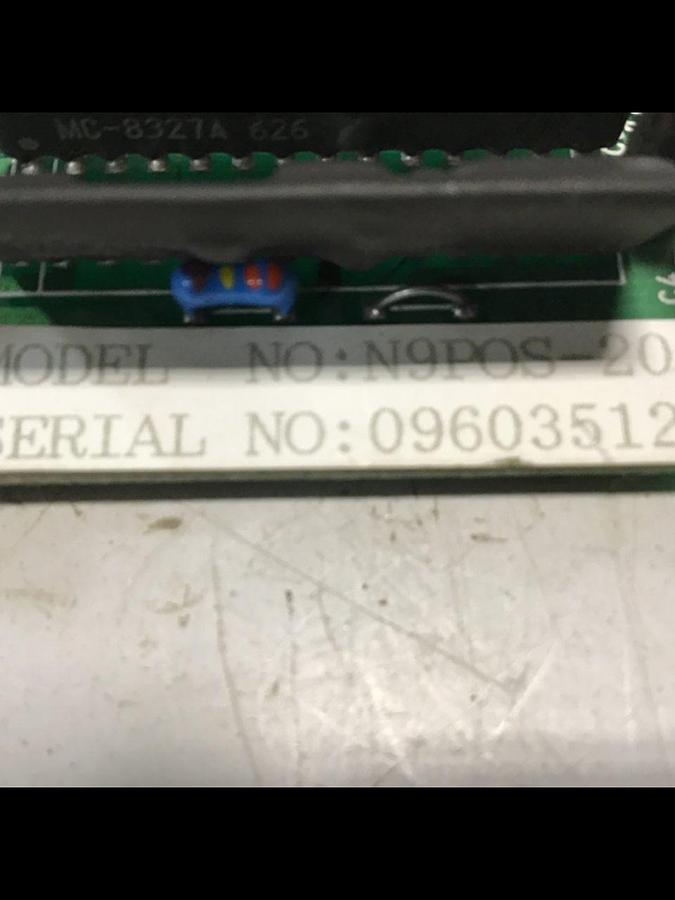 MC-8327A 626
MODEL NO:N9POS-20
SERIAL NO:09603512